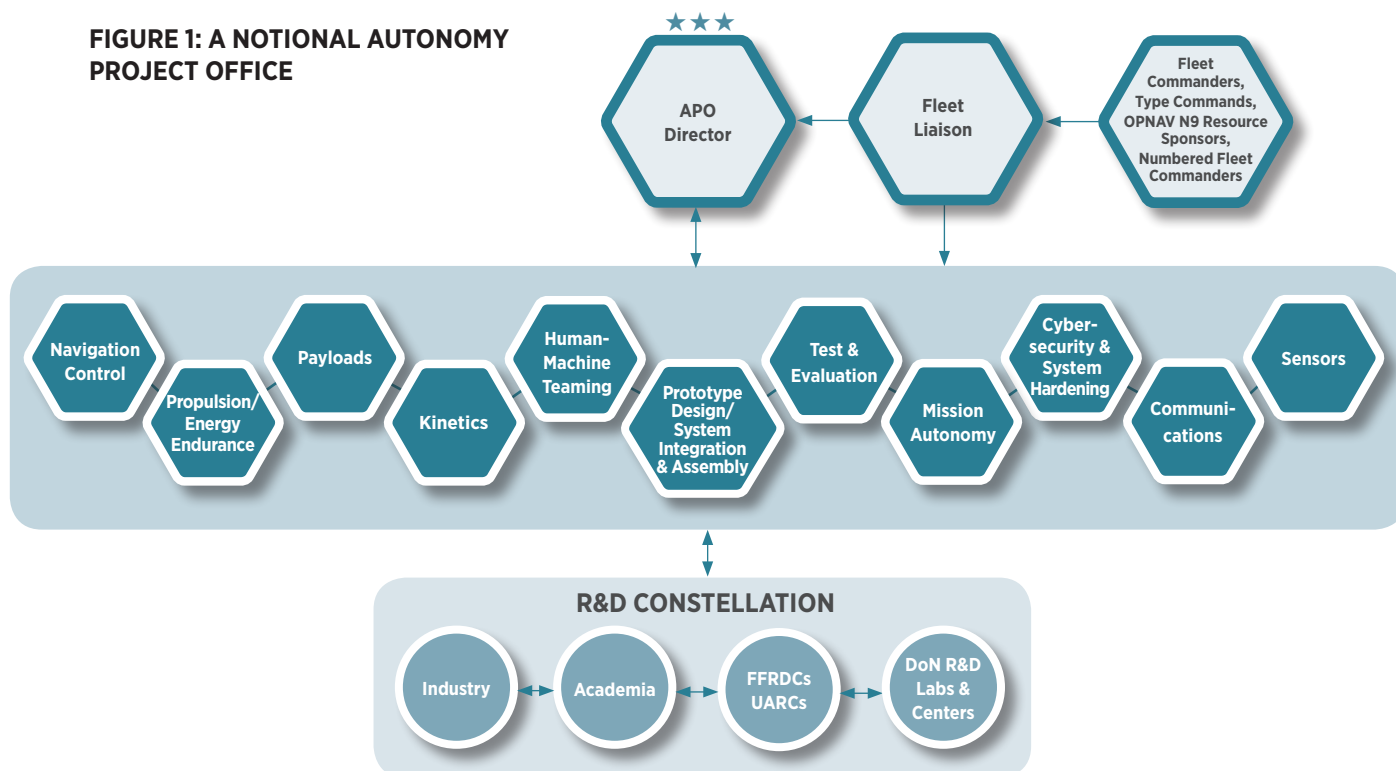 FIGURE 1: A NOTIONAL AUTONOMY
PROJECT OFFICE
APO
Director
Fleet
Liaison
Fleet
Commanders,
Type Commands,
OPNAV N9 Resource
Sponsors,
Numbered Fleet
Commanders
Navigation
Control
Propulsion/
Energy
Endurance
Payloads
Kinetics
Human-
Machine
Teaming
Prototype
Design/
System
Integration
& Assembly
Test &
Evaluation
Mission
Autonomy
Cyber-
security &
System
Hardening
Communi-
cations
Sensors
R&D CONSTELLATION
Industry
Academia
FFRDCs
UARCs
DoN R&D
Labs &
Centers